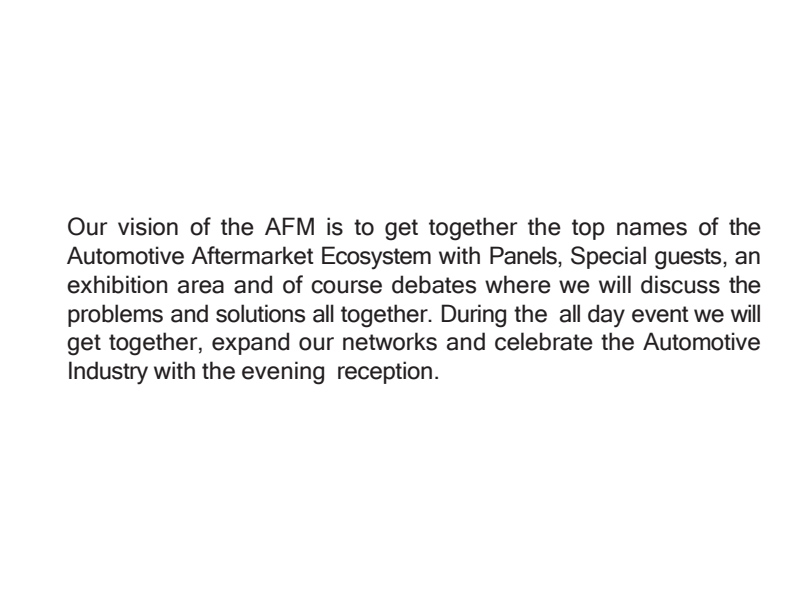 Our vision of the AFM is to get together the top names of the
Automotive Aftermarket Ecosystem with Panels, Special guests, an
exhibition area and of course debates where we will discuss the
problems and solutions all together. During the all day event we will
get together, expand our networks and celebrate the Automotive
Industry with the evening reception.